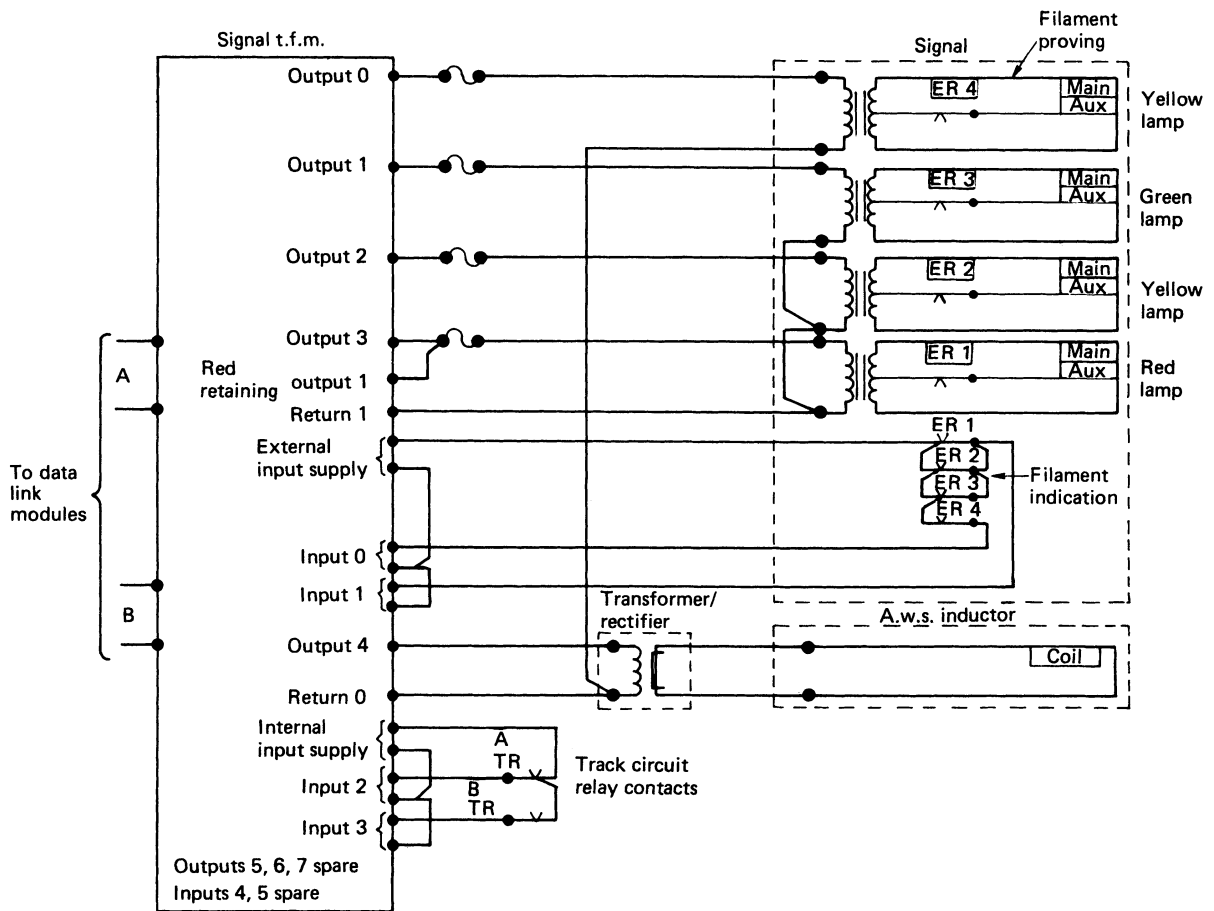 Signal t.f.m.
Signal
Filament
proving
Output 0
ER 4
Main
Aux
Yellow
lamp
Output 1
ER 3
Main
Aux
Green
lamp
Output 2
ER 2
Main
Aux
Yellow
lamp
Output 3
ER 1
Main
Aux
Red
lamp
A
Red
retaining
output 1
Return 1
External
input supply
ER 1
ER 2
ER 3
ER 4
Filament
indication
To data
link
modules
Input 0
Input 1
B
Transformer/
rectifier
A.w.s. inductor
Output 4
Coil
Return 0
Internal
input supply
A
TR
Track circuit
relay contacts
Input 2
B
TR
Input 3
Outputs 5, 6, 7 spare
Inputs 4, 5 spare